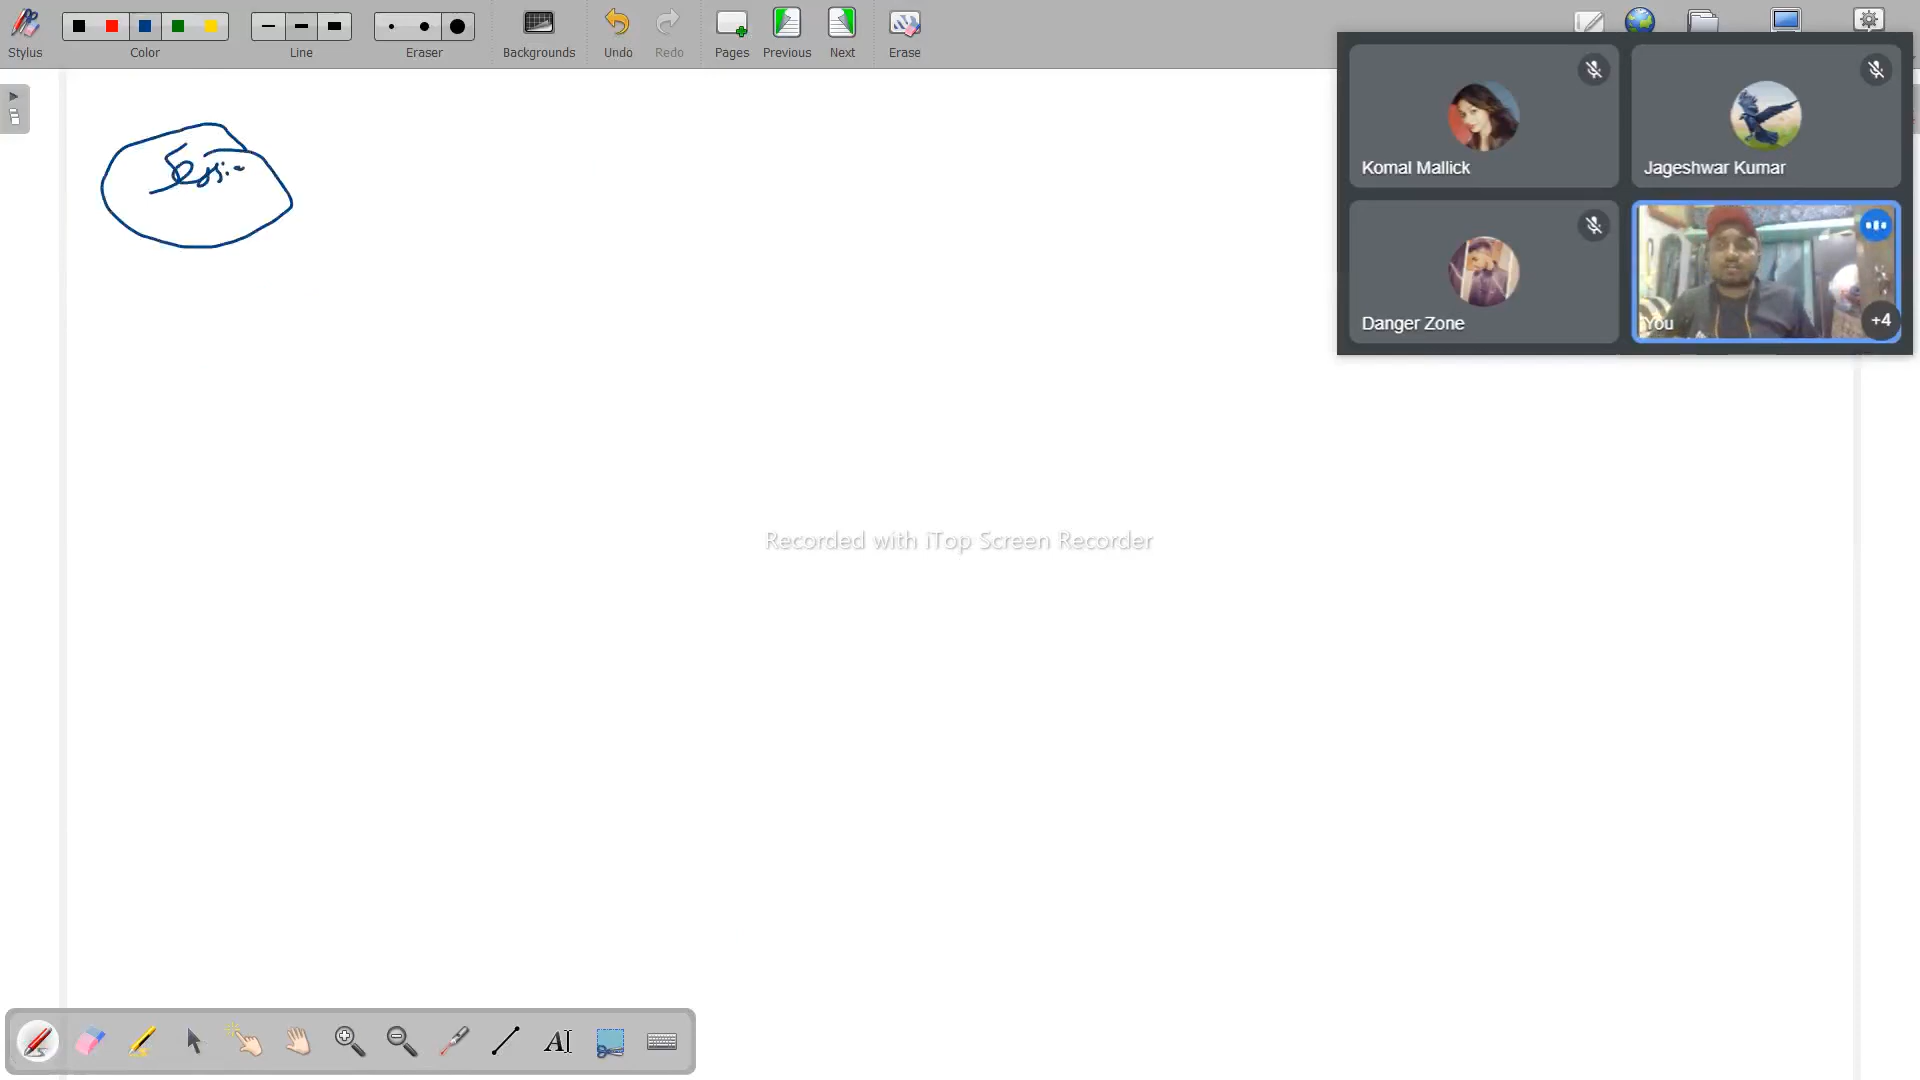 Stylus
Color
Line
Eraser
Backgrounds
Undo
Redo
Pages
Previous
Next
Erase
Komal Mallick
Jageshwar Kumar
Danger Zone
You
+4
Recorded with iTop Screen Recorder
AI